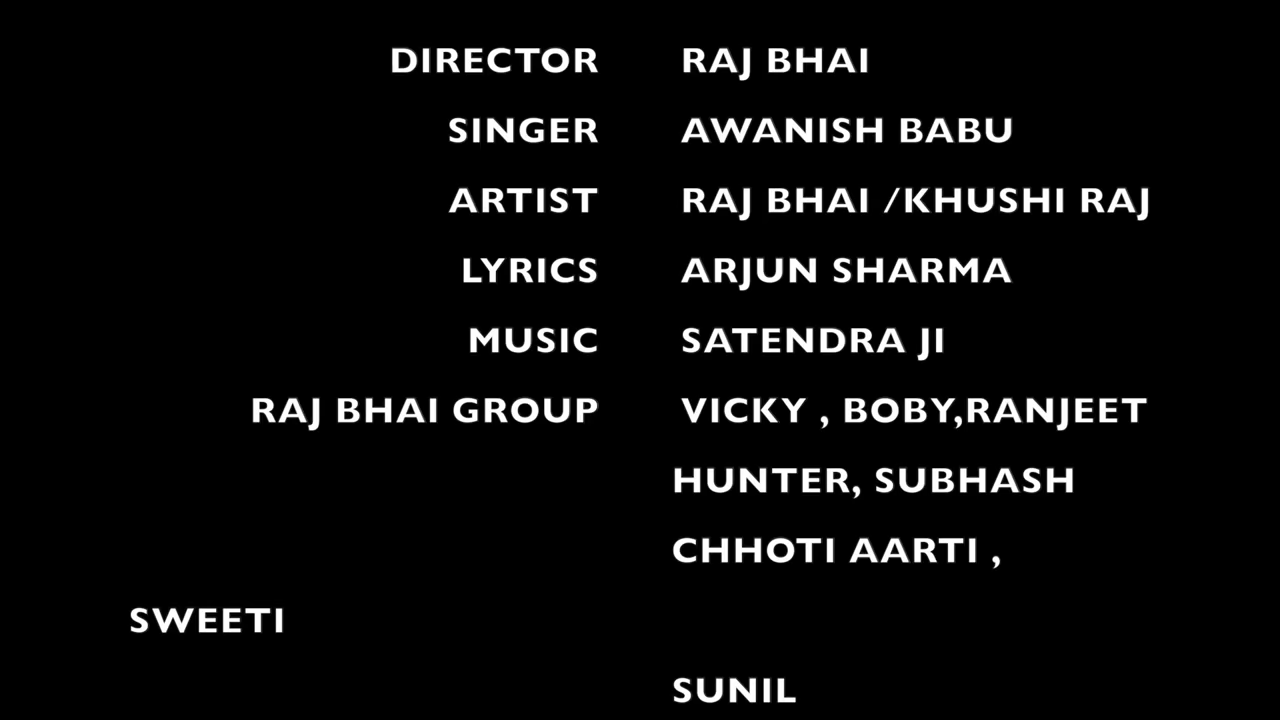 DIRECTOR RAJ BHAI
SINGER AWANISH BABU
ARTIST RAJ BHAI /KHUSHI RAJ
LYRICS ARJUN SHARMA
MUSIC SATENDRA JI
RAJ BHAI GROUP VICKY , BOBY,RANJEET
HUNTER, SUBHASH
CHHOTI AARTI ,
SWEETI
SUNIL